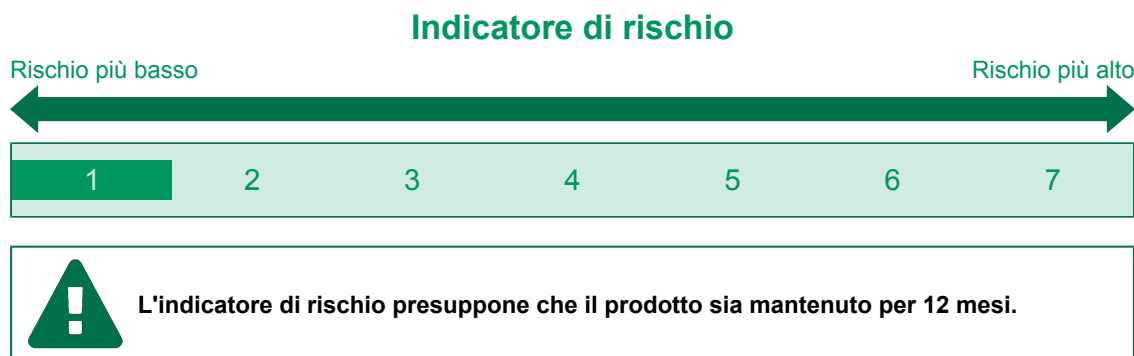 Indicatore di rischio
Rischio più basso Rischio più alto
1 2 3 4 5 6 7
L'indicatore di rischio presuppone che il prodotto sia mantenuto per 12 mesi.